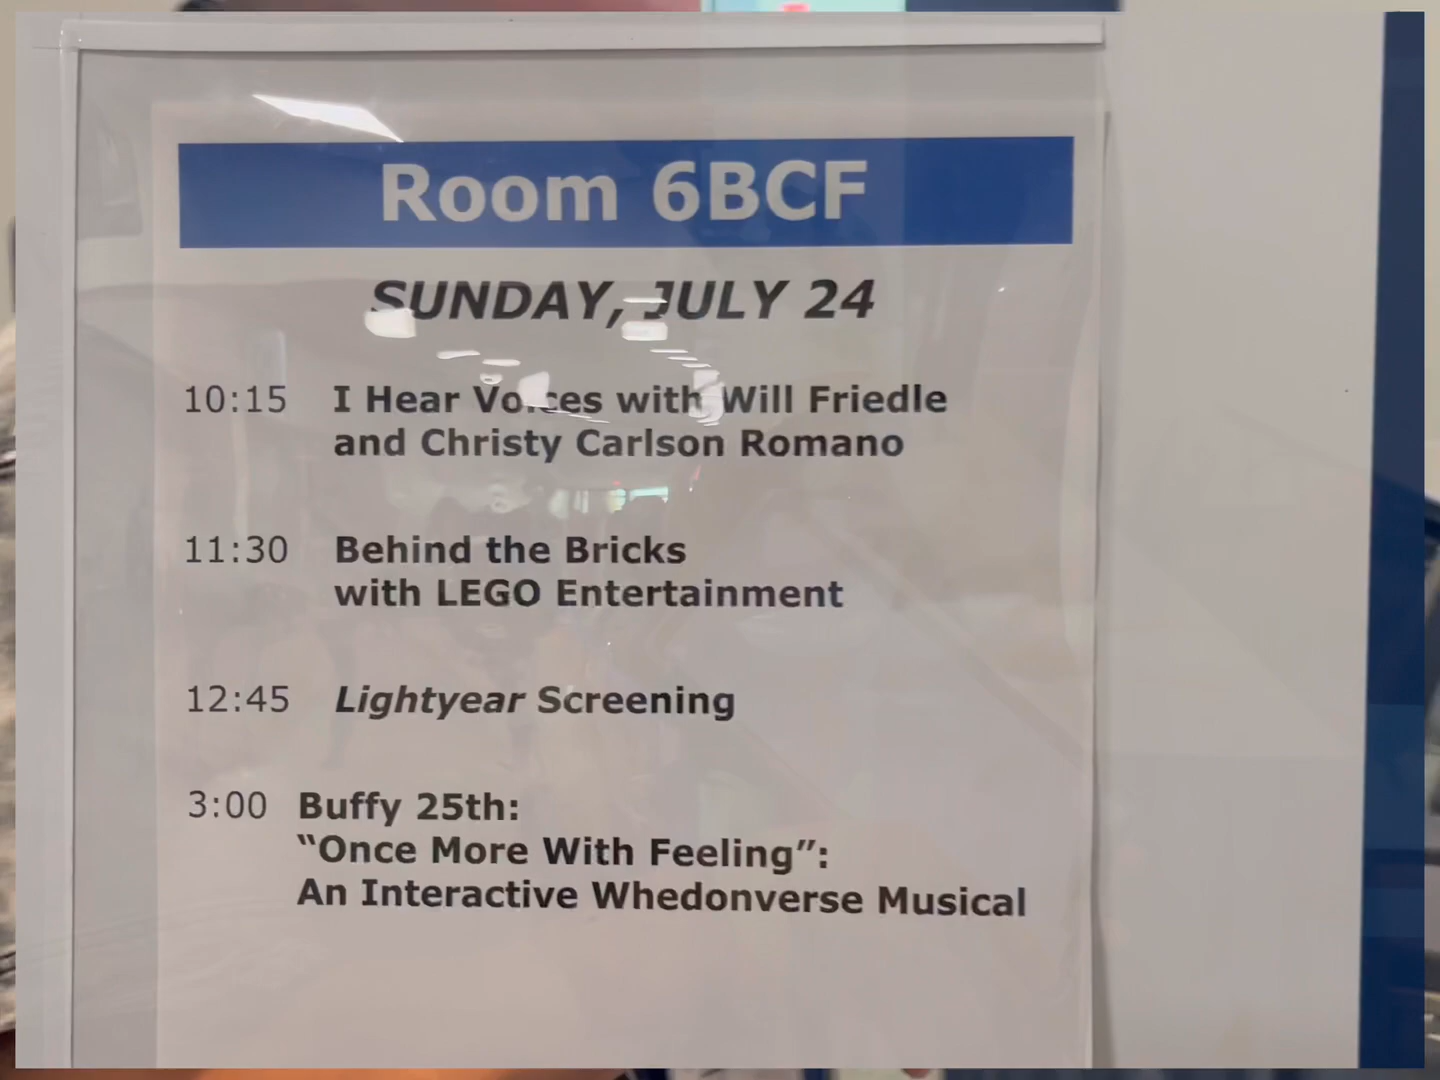 Room 6BCF
SUNDAY, JULY 24
10:15 I Hear Voices with Will Friedle
and Christy Carlson Romano
11:30 Behind the Bricks
with LEGO Entertainment
12:45 Lightyear Screening
3:00 Buffy 25th:
“Once More With Feeling”:
An Interactive Whedonverse Musical